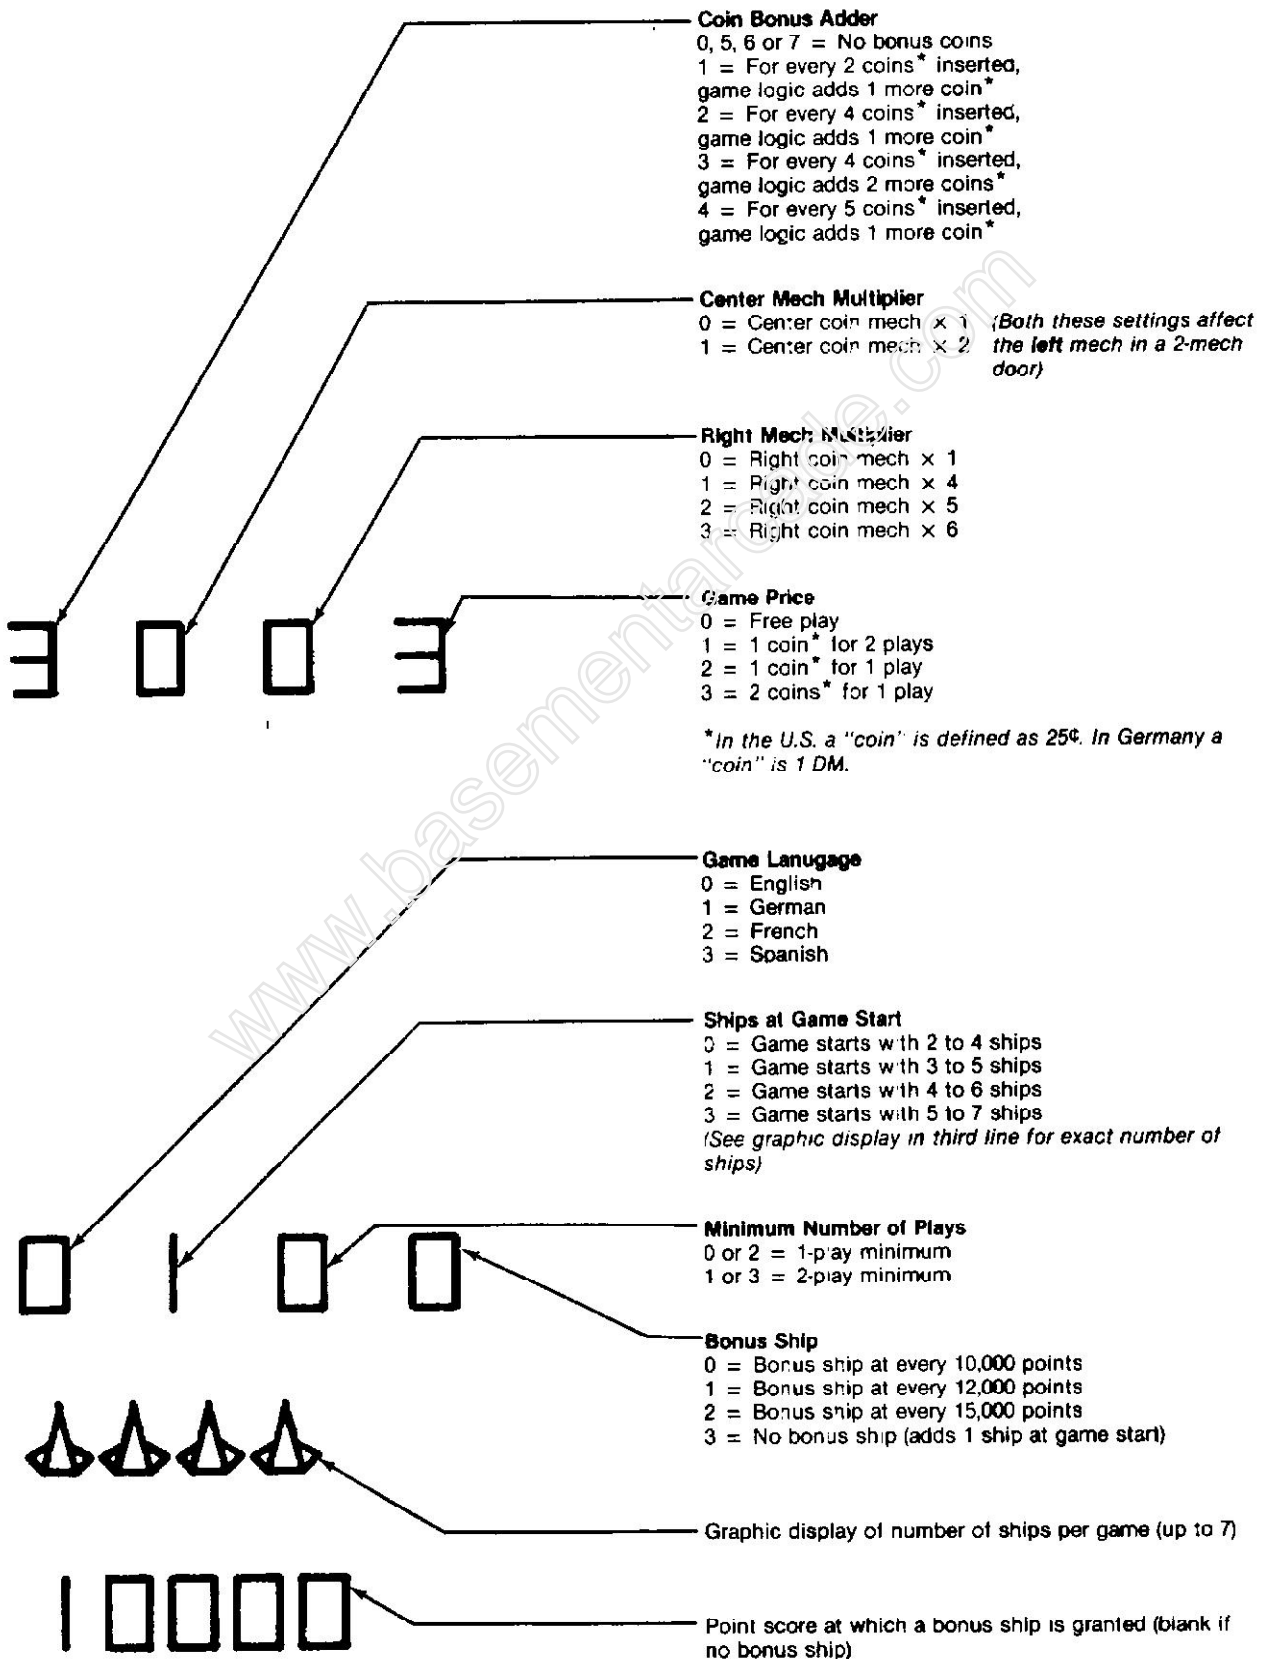 Coin Bonus Adder
0, 5, 6 or 7 = No bonus coins
1 = For every 2 coins* inserted,
game logic adds 1 more coin*
2 = For every 4 coins* inserted,
game logic adds 1 more coin*
3 = For every 4 coins* inserted,
game logic adds 2 more coins*
4 = For every 5 coins* inserted,
game logic adds 1 more coin*
Center Mech Multiplier
0 = Center coin mech × 1 (Both these settings affect
1 = Center coin mech × 2 the left mech in a 2-mech
door)
Right Mech Multiplier
0 = Right coin mech × 1
1 = Right coin mech × 4
2 = Right coin mech × 5
3 = Right coin mech × 6
3 0 0 3
Game Price
0 = Free play
1 = 1 coin* for 2 plays
2 = 1 coin* for 1 play
3 = 2 coins* for 1 play
*In the U.S. a "coin" is defined as 25¢. In Germany a
"coin" is 1 DM.
www.basementarcade.com
Game Lanugage
0 = English
1 = German
2 = French
3 = Spanish
Ships at Game Start
0 = Game starts with 2 to 4 ships
1 = Game starts with 3 to 5 ships
2 = Game starts with 4 to 6 ships
3 = Game starts with 5 to 7 ships
(See graphic display in third line for exact number of
ships)
0 1 0 0
Minimum Number of Plays
0 or 2 = 1-play minimum
1 or 3 = 2-play minimum
Bonus Ship
0 = Bonus ship at every 10,000 points
1 = Bonus ship at every 12,000 points
2 = Bonus ship at every 15,000 points
3 = No bonus ship (adds 1 ship at game start)
Graphic display of number of ships per game (up to 7)
10000
Point score at which a bonus ship is granted (blank if
no bonus ship)